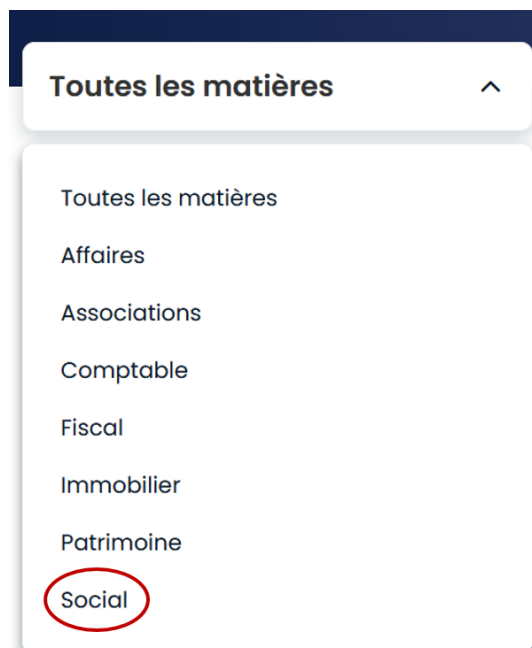 Toutes les matières
Toutes les matières
Affaires
Associations
Comptable
Fiscal
Immobilier
Patrimoine
Social